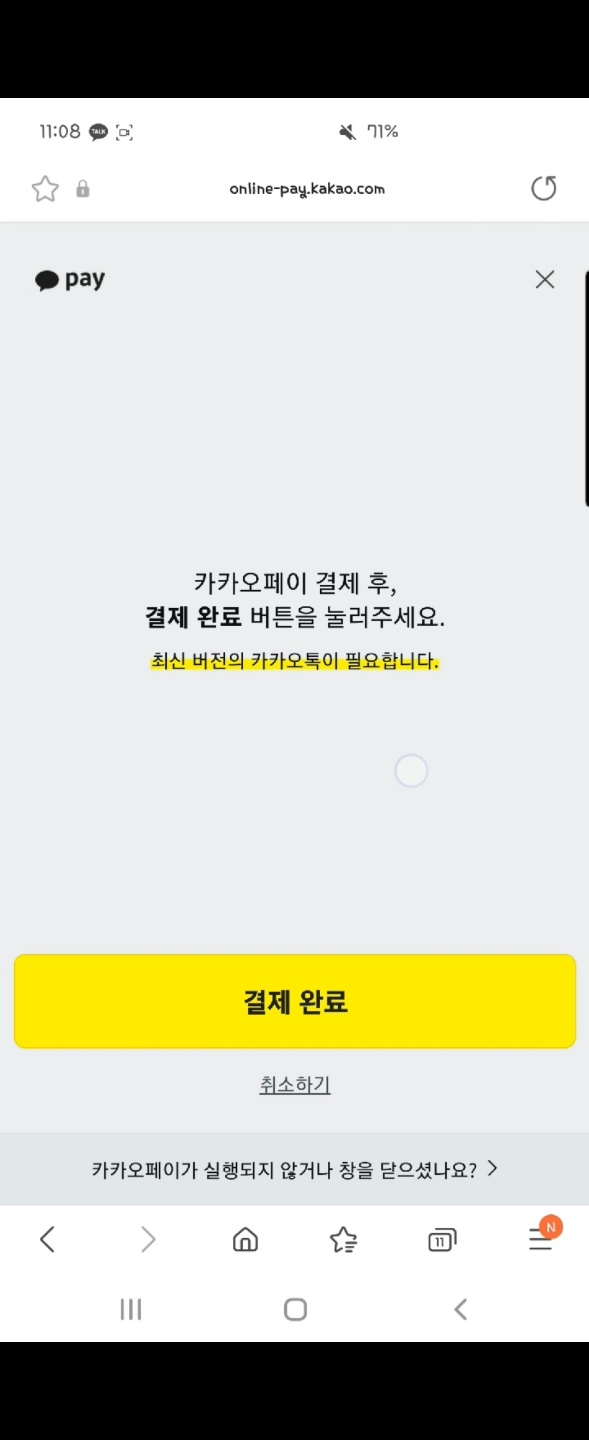 11:08 TALK 71%
online-pay.kakao.com
pay
카카오페이 결제 후,
결제 완료 버튼을 눌러주세요.
최신 버전의 카카오톡이 필요합니다.
결제 완료
취소하기
카카오페이가 실행되지 않거나 창을 닫으셨나요? >
11 N